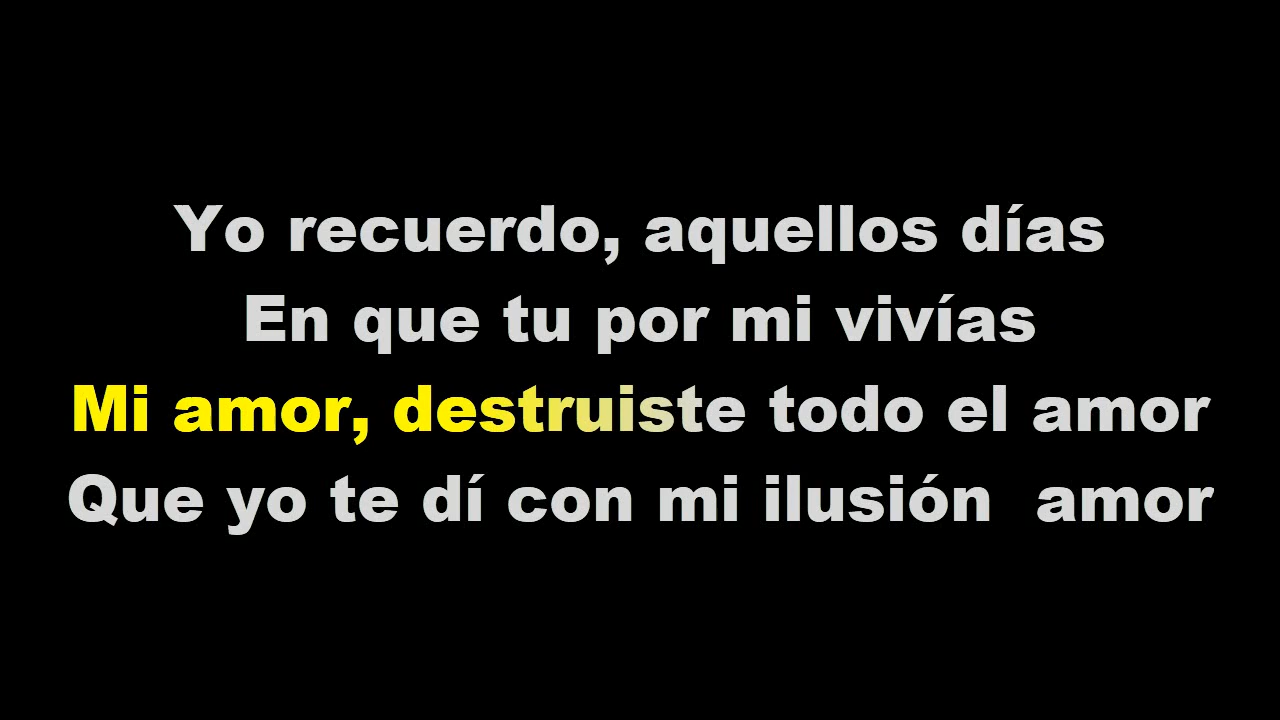 Yo recuerdo, aquellos días
En que tu por mi vivías
Mi amor, destruiste todo el amor
Que yo te dí con mi ilusión  amor